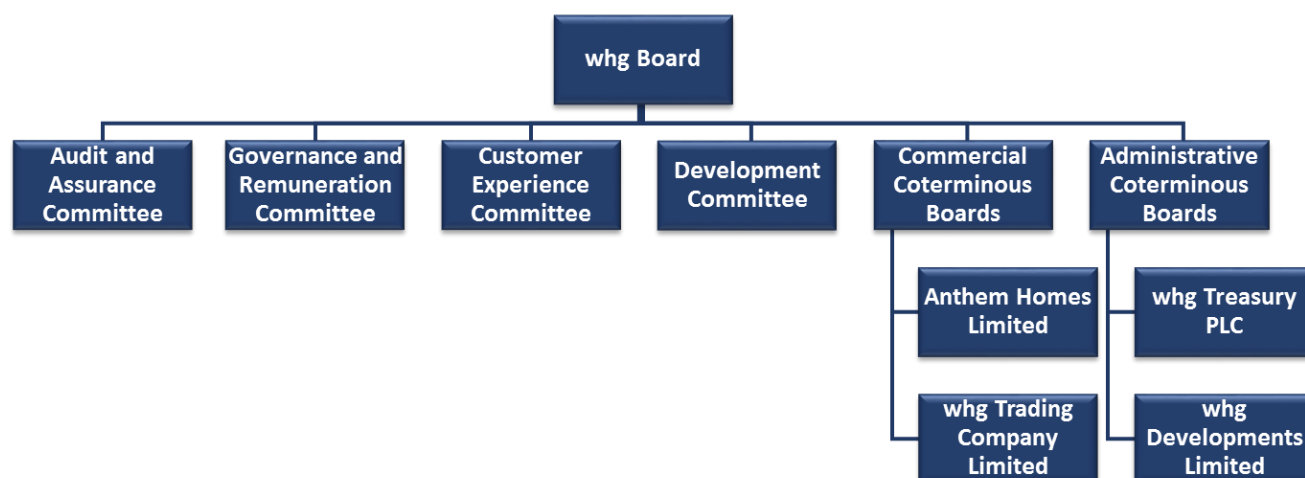 whg Board
Audit and
Assurance
Committee
Governance and
Remuneration
Committee
Customer
Experience
Committee
Development
Committee
Commercial
Coterminous
Boards
Administrative
Coterminous
Boards
Anthem Homes
Limited
whg Treasury
PLC
whg Trading
Company
Limited
whg
Developments
Limited